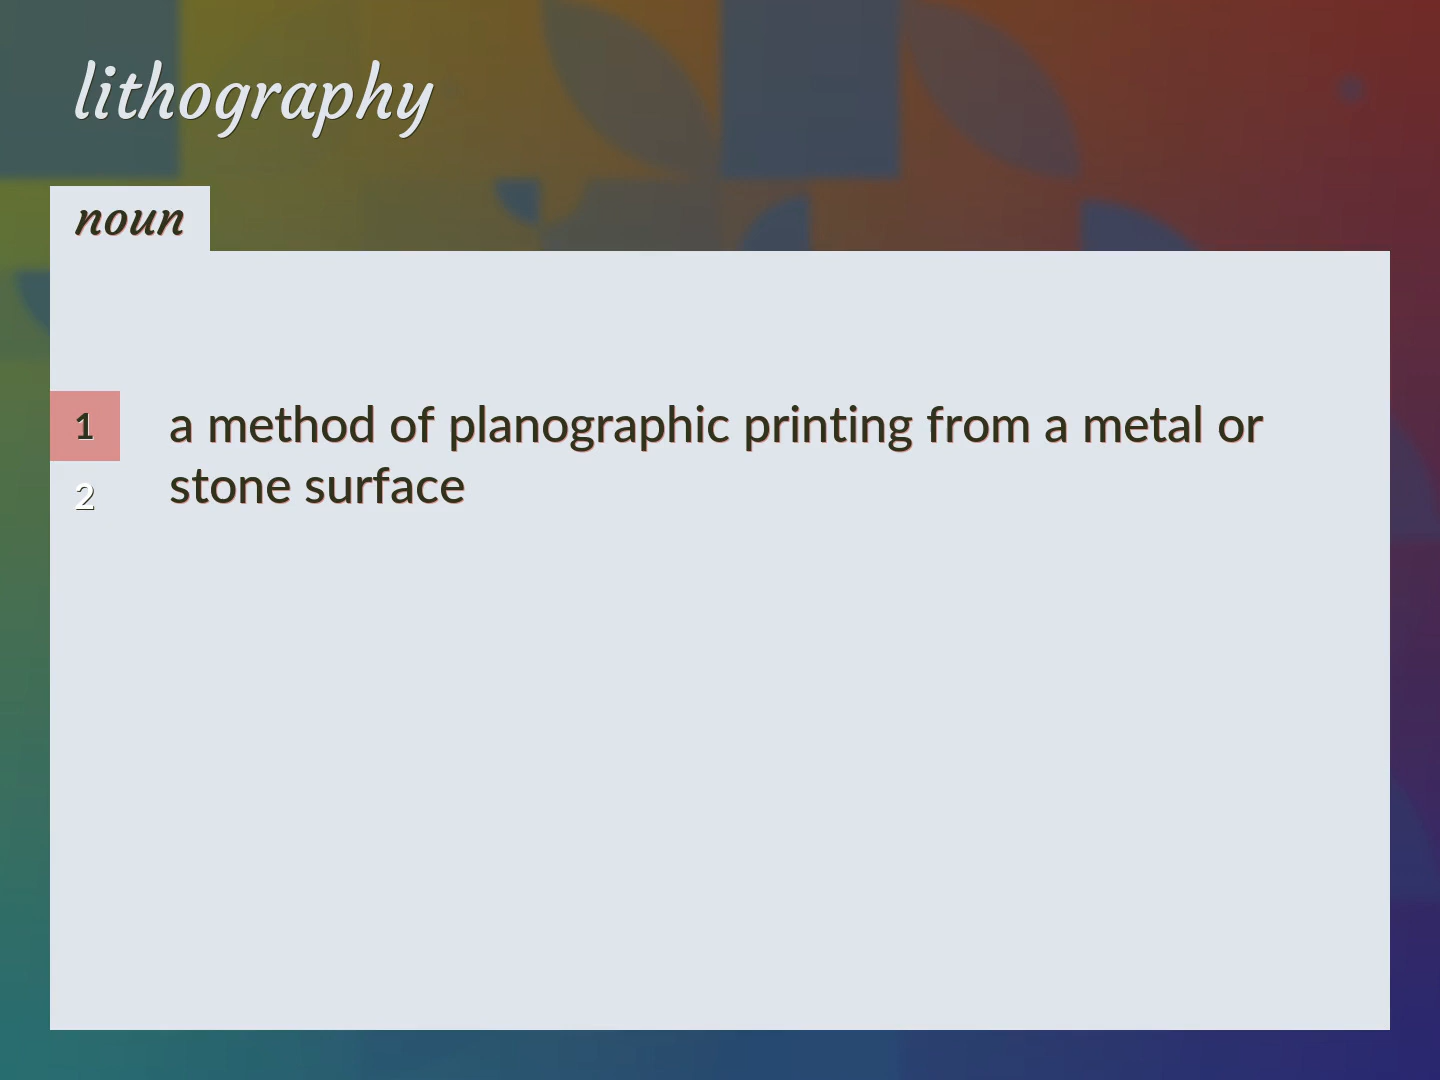 lithography
noun
1
a method of planographic printing from a metal or
stone surface
2